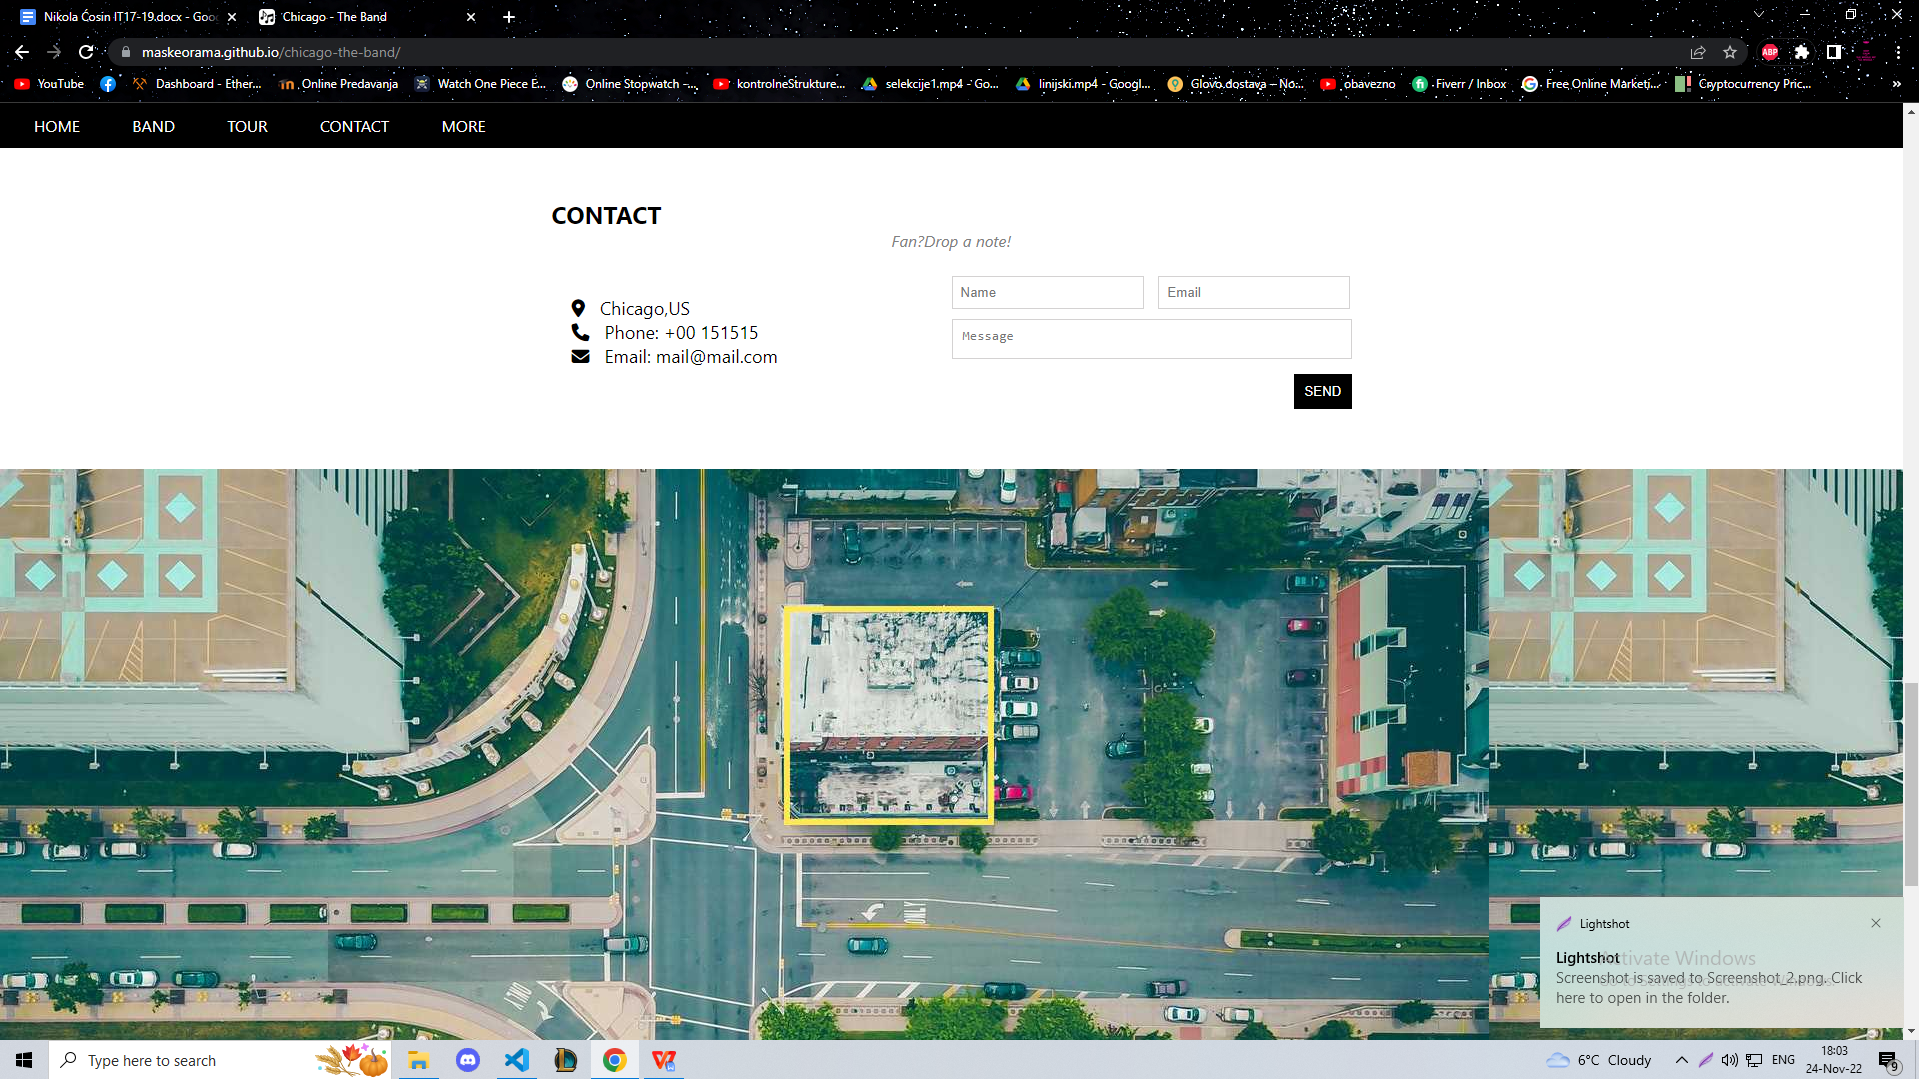 Nikola Ćosin IT17-19.docx - Goo
Chicago - The Band
maskeorama.github.io/chicago-the-band/
ABP
YouTube
Dashboard - Ether...
Online Predavanja
Watch One Piece E...
Online Stopwatch –...
kontrolneStrukture...
selekcije1.mp4 - Go...
linijski.mp4 - Googl...
Glovo dostava – No...
obavezno
Fiverr / Inbox
Free Online Marketi...
Cryptocurrency Pric...
HOME
BAND
TOUR
CONTACT
MORE
CONTACT
Fan?Drop a note!
Chicago,US
Phone: +00 151515
Email: mail@mail.com
Name
Email
Message
SEND
ONLY
ONLY
Lightshot
Lightshot
Activate Windows
Screenshot is saved to Screenshot_2.png. Click
here to open in the folder.
Type here to search
6°C Cloudy
ENG
18:03
24-Nov-22
9